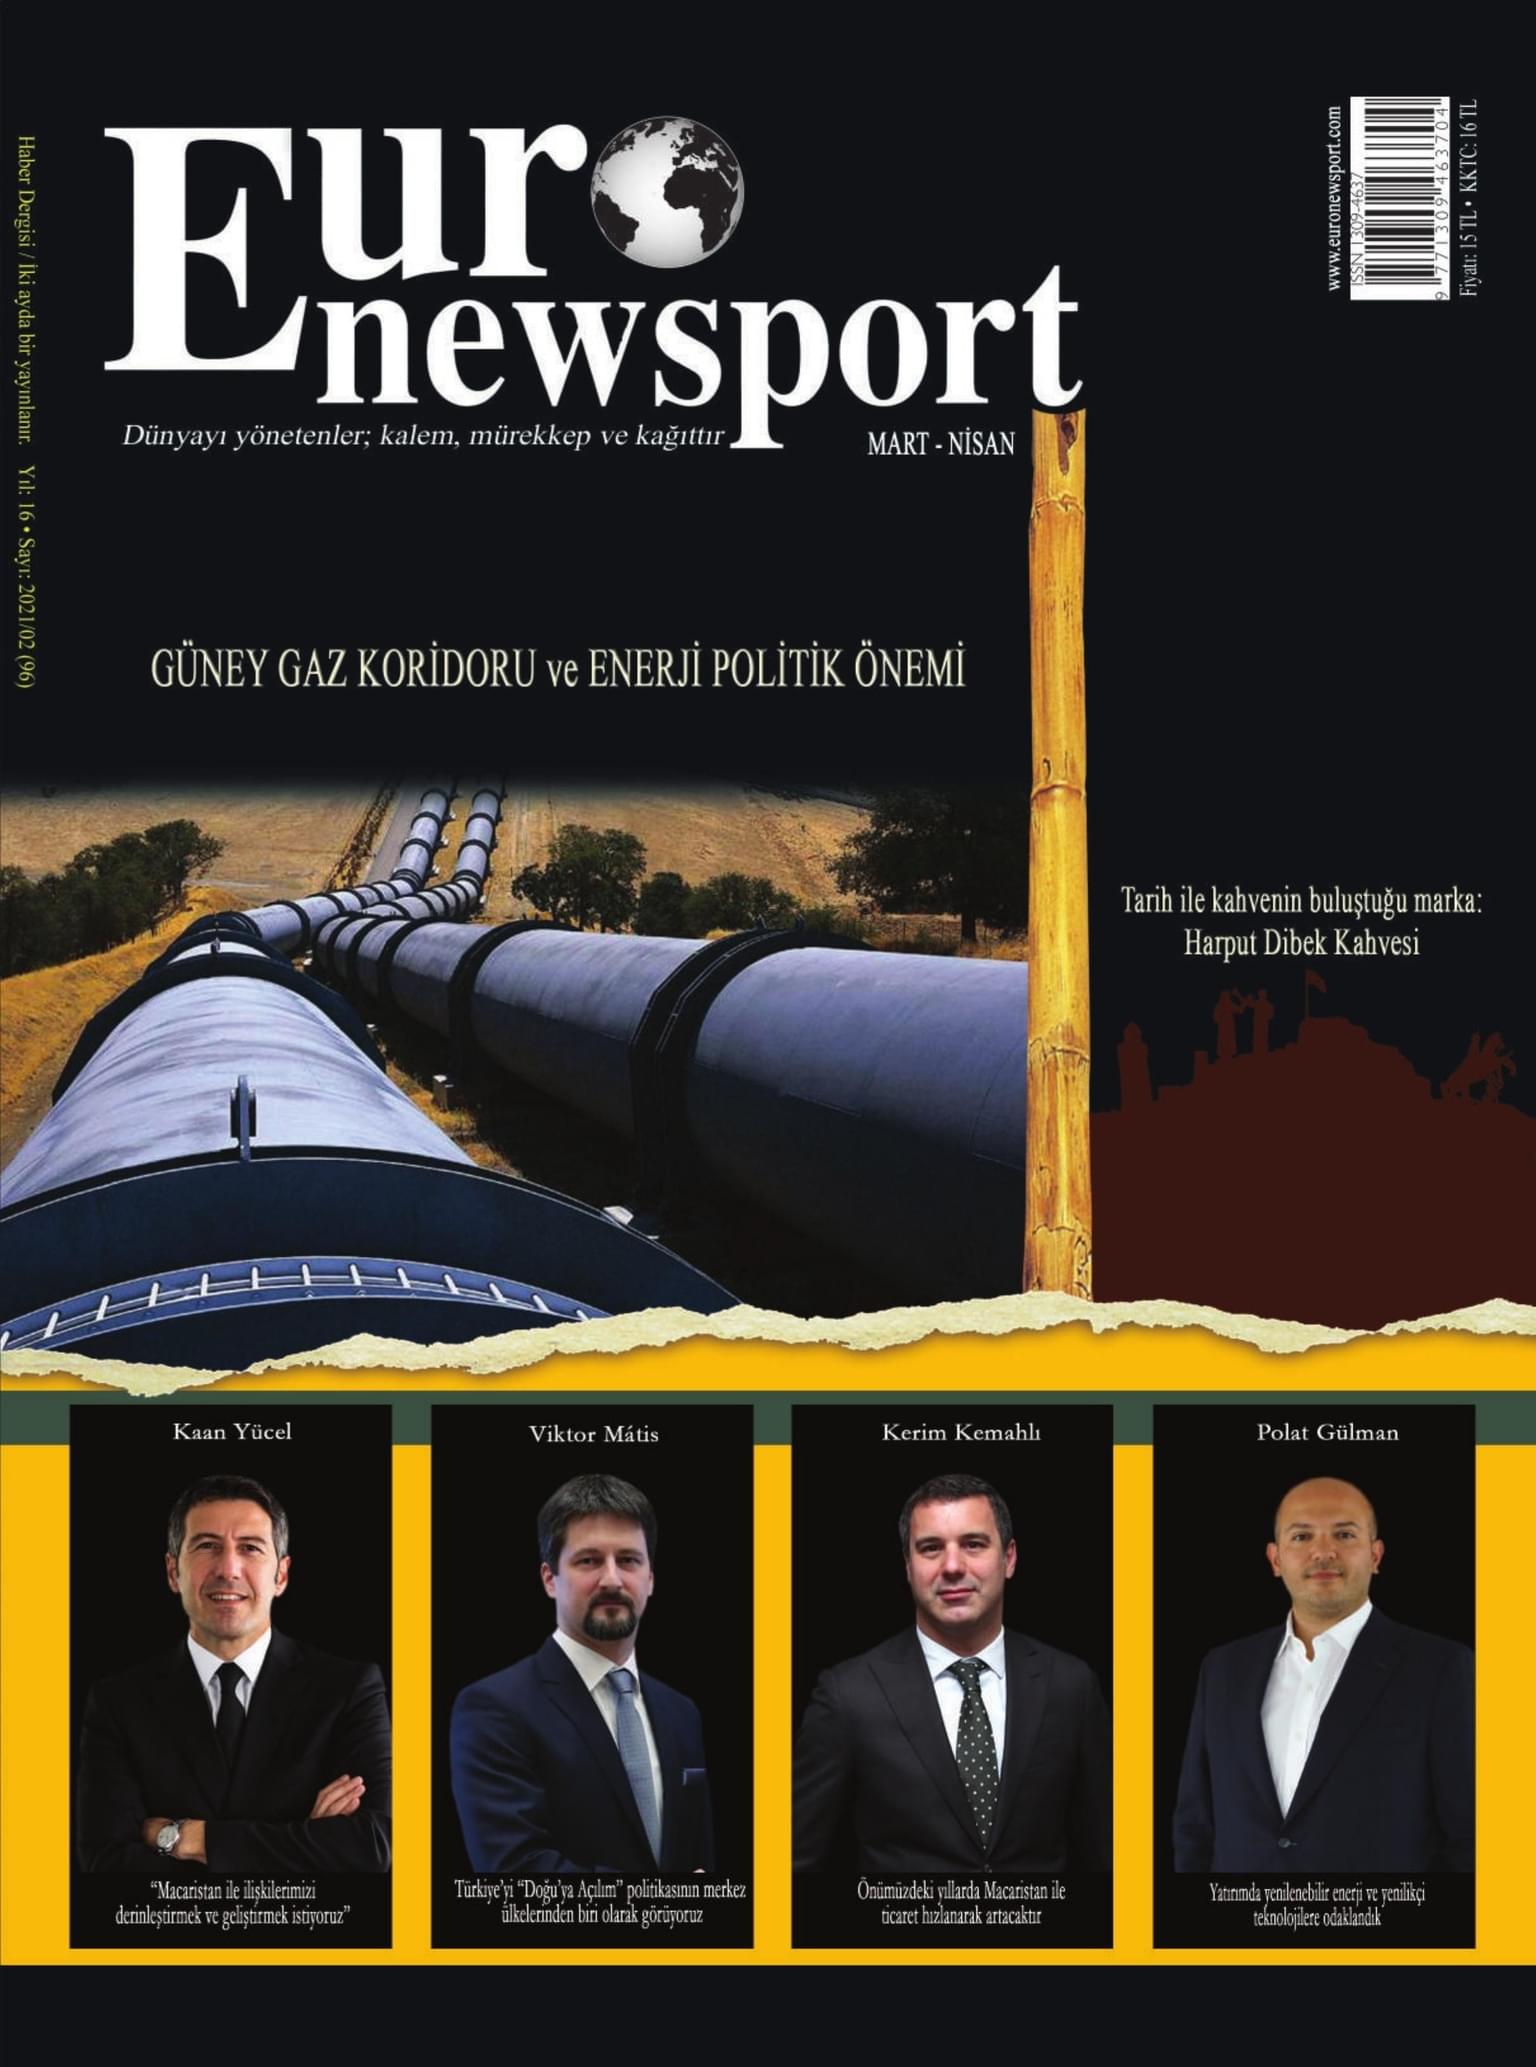 Euro
newsport
Dünyayı yönetenler; kalem, mürekkep ve kağıttır
MART - NİSAN
www.euronewsport.com
ISSN 1309-4637
9 771309 463704
Fiyatı: 15 TL • KKTC: 16 TL
Haber Dergisi / İki ayda bir yayınlanır. Yıl: 16 • Sayı: 2021/02 (96)
GÜNEY GAZ KORİDORU ve ENERJİ POLİTİK ÖNEMİ
Tarih ile kahvenin buluştuğu marka:
Harput Dibek Kahvesi
Kaan Yücel
“Macaristan ile ilişkilerimizi
derinleştirmek ve geliştirmek istiyoruz”
Viktor Mátis
Türkiye’yi “Doğu’ya Açılım” politikasının merkez
ülkelerinden biri olarak görüyoruz
Kerim Kemahlı
Önümüzdeki yıllarda Macaristan ile
ticaret hızlanarak artacaktır
Polat Gülman
Yatırımda yenilenebilir enerji ve yenilikçi
teknolojilere odaklandık